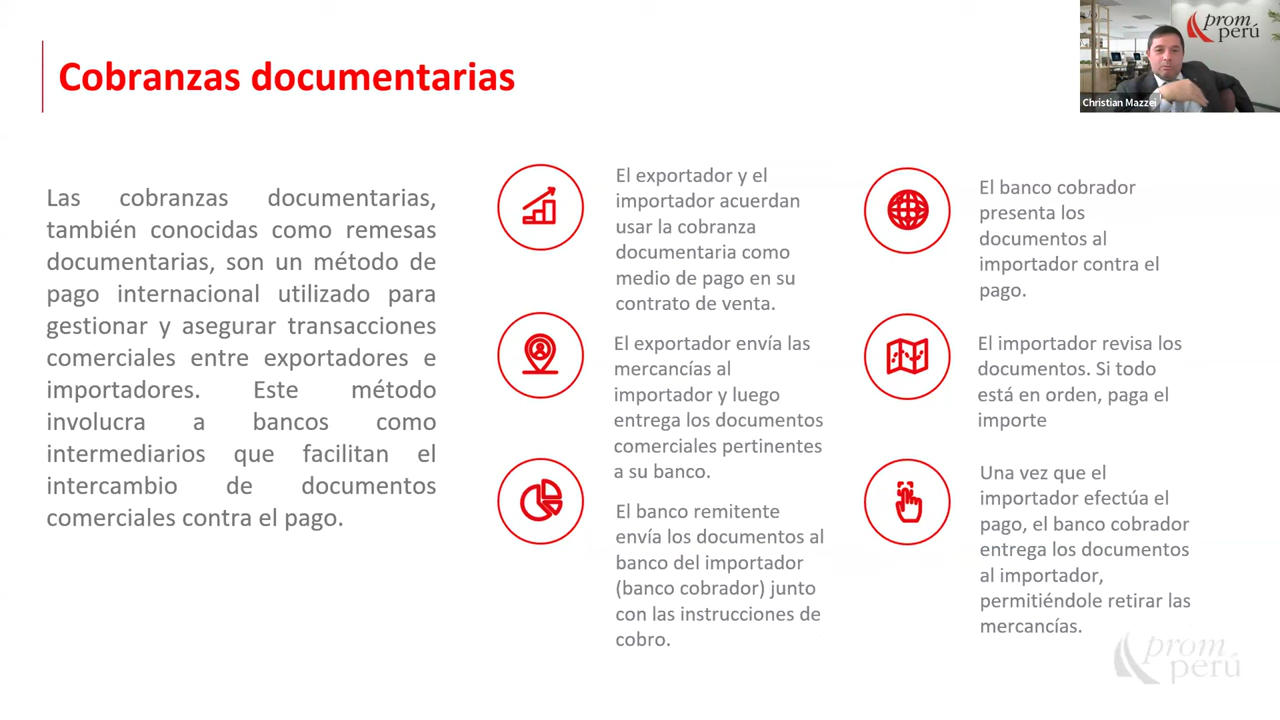 Cobranzas documentarias
prom
perú
Christian Mazzei
Las cobranzas documentarias,
también conocidas como remesas
documentarias, son un método de
pago internacional utilizado para
gestionar y asegurar transacciones
comerciales entre exportadores e
importadores. Este método
involucra a bancos como
intermediarios que facilitan el
intercambio de documentos
comerciales contra el pago.
El exportador y el
importador acuerdan
usar la cobranza
documentaria como
medio de pago en su
contrato de venta.
El exportador envía las
mercancías al
importador y luego
entrega los documentos
comerciales pertinentes
a su banco.
El banco remitente
envía los documentos al
banco del importador
(banco cobrador) junto
con las instrucciones de
cobro.
El banco cobrador
presenta los
documentos al
importador contra el
pago.
El importador revisa los
documentos. Si todo
está en orden, paga el
importe
Una vez que el
importador efectúa el
pago, el banco cobrador
entrega los documentos
al importador,
permitiéndole retirar las
mercancías.
prom
perú